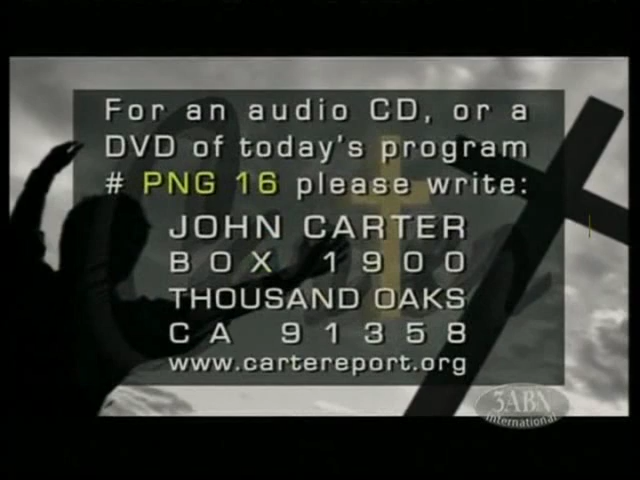 For an audio CD, or a
DVD of today's program
# PNG 16 please write:
JOHN CARTER
BOX 1900
THOUSAND OAKS
CA 91358
www.cartereport.org
3ABN
International